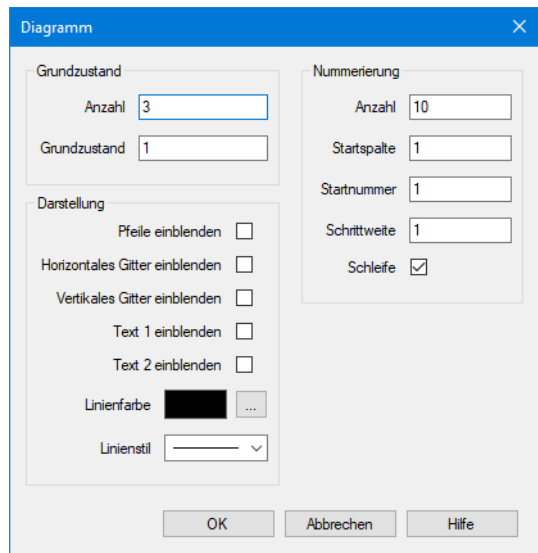 Diagramm
Grundzustand
Anzahl 3
Grundzustand 1
Darstellung
Pfeile einblenden
Horizontales Gitter einblenden
Vertikales Gitter einblenden
Text 1 einblenden
Text 2 einblenden
Linienfarbe ...
Linienstil
Nummerierung
Anzahl 10
Startspalte 1
Startnummer 1
Schrittweite 1
Schleife
OK Abbrechen Hilfe